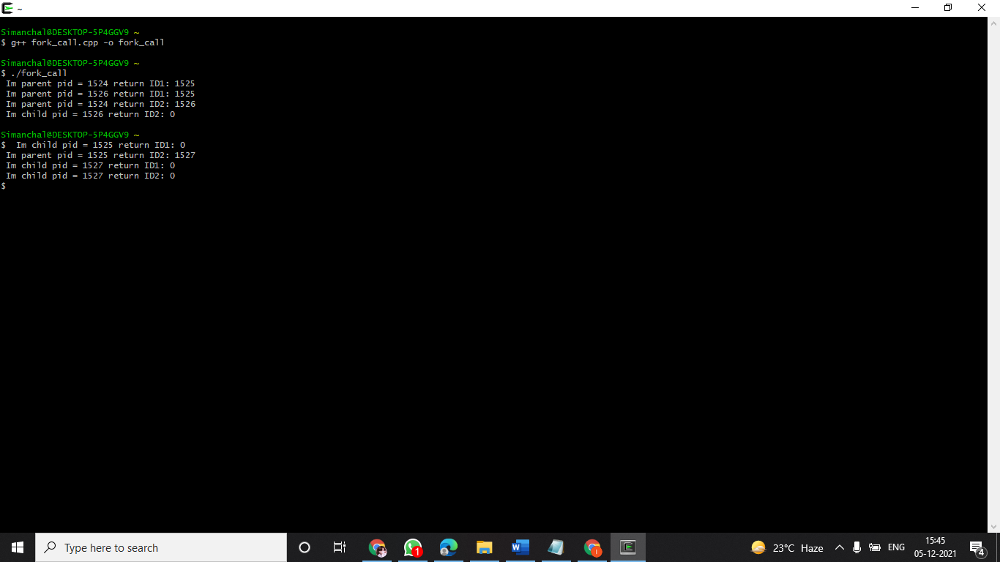 ~
Simanchal@DESKTOP-5P4GGV9 ~
$ g++ fork_call.cpp -o fork_call
Simanchal@DESKTOP-5P4GGV9 ~
$ ./fork_call
Im parent pid = 1524 return ID1: 1525
Im parent pid = 1526 return ID1: 1525
Im parent pid = 1524 return ID2: 1526
Im child pid = 1526 return ID2: 0
Simanchal@DESKTOP-5P4GGV9 ~
$  Im child pid = 1525 return ID1: 0
Im parent pid = 1525 return ID2: 1527
Im child pid = 1527 return ID1: 0
Im child pid = 1527 return ID2: 0
$
Type here to search
1
W
i
23°C Haze
ENG
15:45
05-12-2021
4